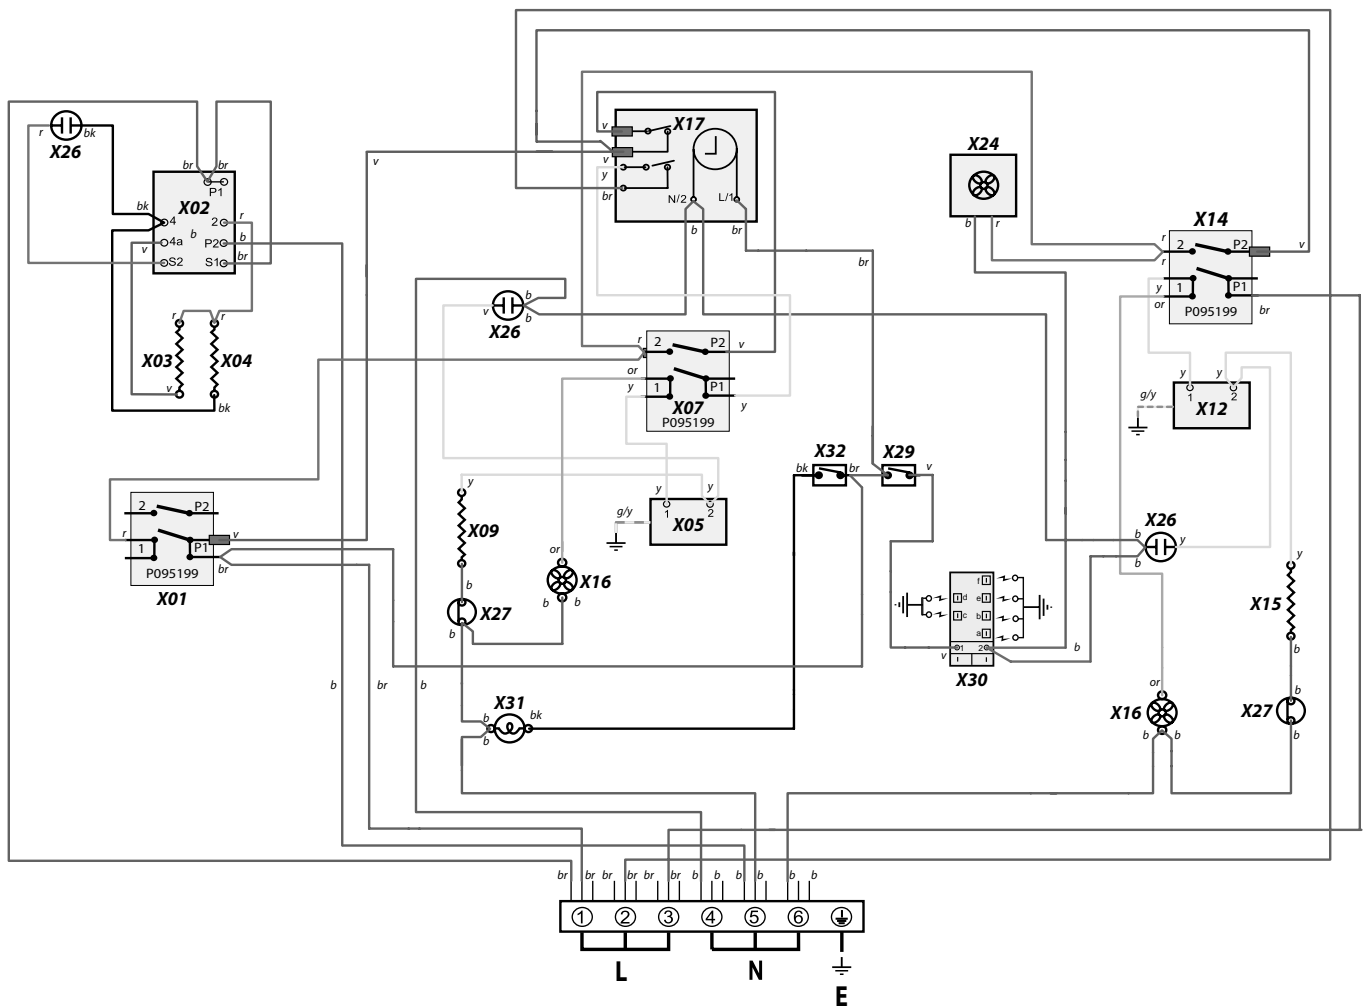 X26
r
bk
br
br
P1
X02
bk
4
2
r
b
v
4a
P2
b
S2
S1
br
r
r
X03
X04
v
bk
v
v
X17
v
y
br
N/2
L/1
b
br
br
X24
b
r
X14
r
2
P2
v
r
y
1
P1
or
P095199
br
b
v
b
X26
r
2
P2
v
or
1
P1
y
X07
y
P095199
y
y
g/y
1
2
X12
X32
X29
bk
br
v
2
P2
r
1
P1
v
P095199
br
X01
y
X09
b
y
y
g/y
1
2
X05
or
X16
b
b
X27
b
X26
b
y
b
f
d
e
c
b
a
1
2
v
b
X30
y
X15
b
b
br
b
X31
b
bk
b
or
X16
b
b
b
X27
b
br
br
br
br
br
br
b
b
b
b
b
b
1
2
3
4
5
6
L
N
E